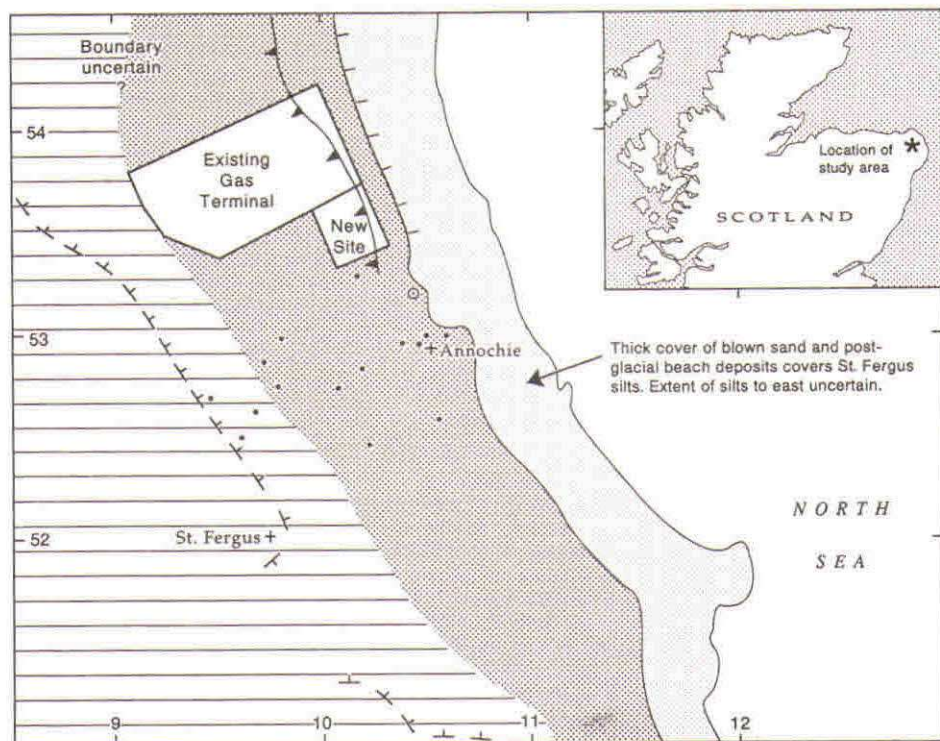 Boundary
uncertain
?
54
Existing
Gas
Terminal
New
Site
Location of
study area
*
SCOTLAND
53
+Annochie
Thick cover of blown sand and post-
glacial beach deposits covers St. Fergus
silts. Extent of silts to east uncertain.
NORTH
SEA
St. Fergus+
52
9
10
11
12